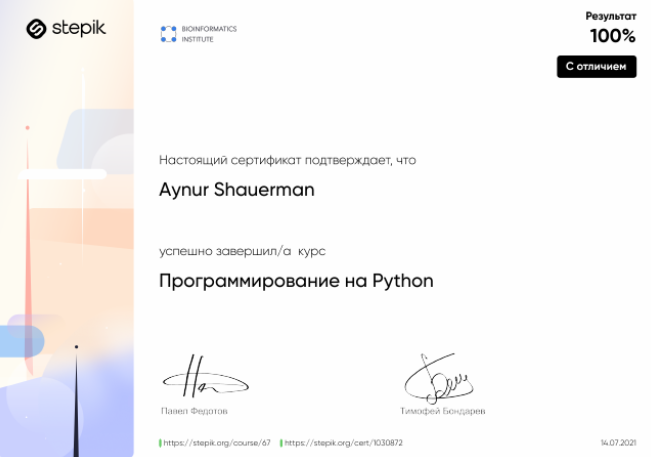 stepik
BIOINFORMATICS
INSTITUTE
Результат
100%
С отличием
Настоящий сертификат подтверждает, что
Aynur Shauerman
успешно завершил/а курс
Программирование на Python
Павел Федотов
Тимофей Бондарев
https://stepik.org/course/67
https://stepik.org/cert/1030872
14.07.2021